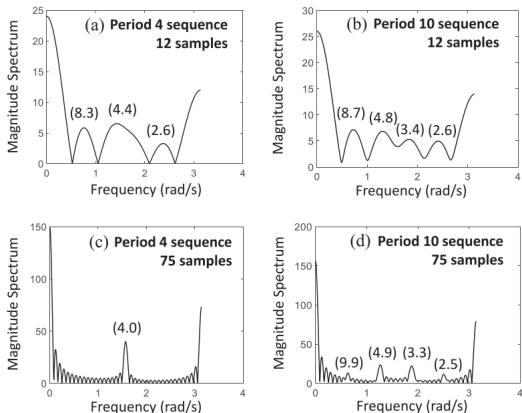 (a) Period 4 sequence
12 samples
Magnitude Spectrum
25
20
15
10
5
0
(8.3)
(4.4)
(2.6)
0 1 2 3 4
Frequency (rad/s)
(b) Period 10 sequence
12 samples
Magnitude Spectrum
30
25
20
15
10
5
0
(8.7)
(4.8)
(3.4)
(2.6)
0 1 2 3 4
Frequency (rad/s)
(c) Period 4 sequence
75 samples
Magnitude Spectrum
150
100
50
0
(4.0)
0 1 2 3 4
Frequency (rad/s)
(d) Period 10 sequence
75 samples
Magnitude Spectrum
200
150
100
50
0
(9.9)
(4.9)
(3.3)
(2.5)
0 1 2 3 4
Frequency (rad/s)